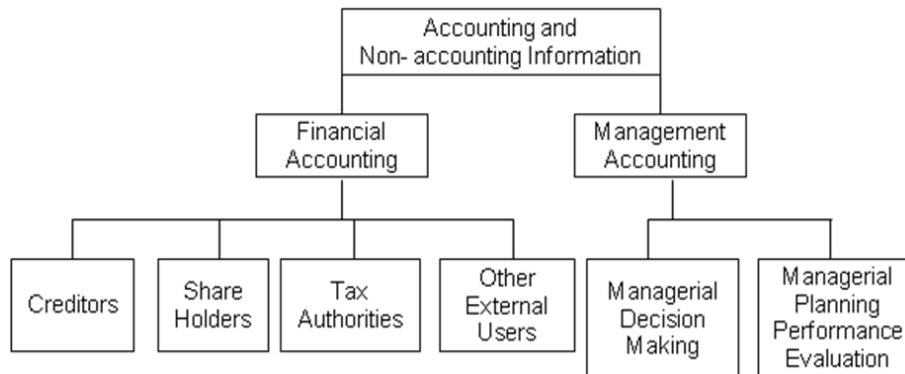 Accounting and
Non- accounting Information
Financial
Accounting
Management
Accounting
Creditors
Share
Holders
Tax
Authorities
Other
External
Users
Managerial
Decision
Making
Managerial
Planning
Performance
Evaluation